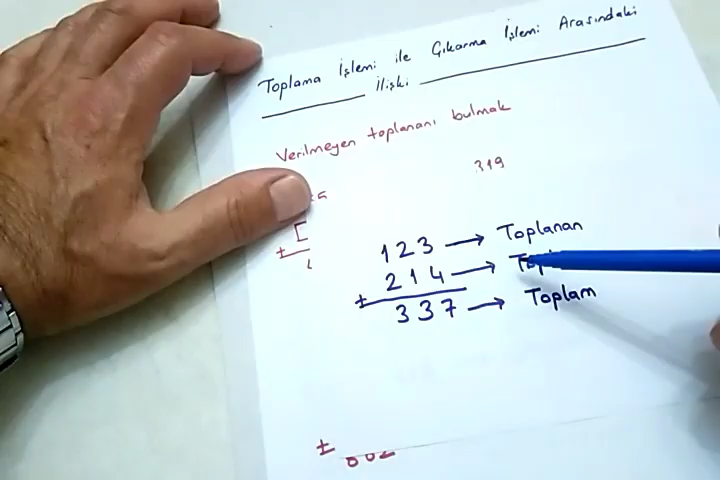 Toplama İşlemi ile Çıkarma İşlemi Arasındaki
İlişki
Verilmeyen toplananı bulmak
319
123 → Toplanan
+ 214 →
337 → Toplam